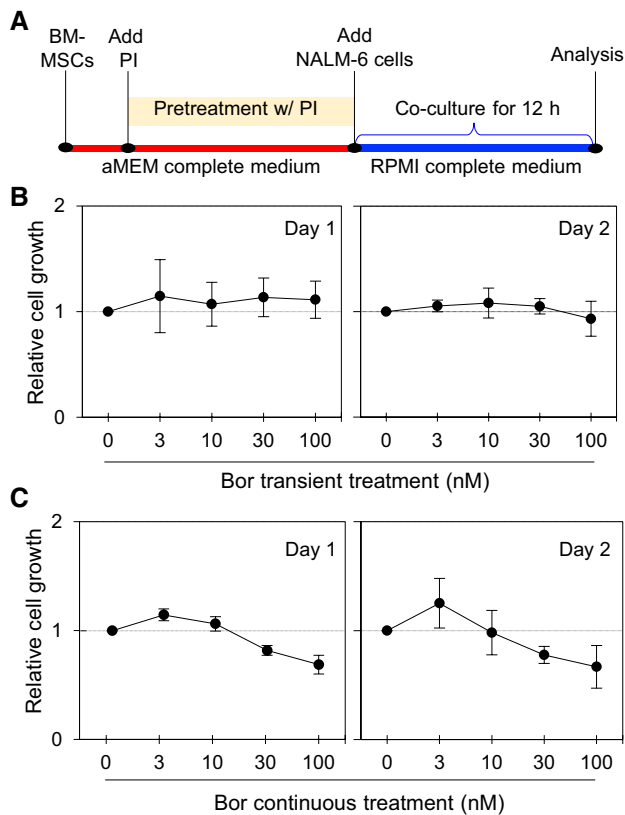 A
BM-
MSCs
Add
PI
Add
NALM-6 cells
Analysis
Pretreatment w/ PI
Co-culture for 12 h
aMEM complete medium
RPMI complete medium
B
Relative cell growth
2
1
0
Day 1
Day 2
0 3 10 30 100
0 3 10 30 100
Bor transient treatment (nM)
C
Relative cell growth
2
1
0
Day 1
Day 2
0 3 10 30 100
0 3 10 30 100
Bor continuous treatment (nM)